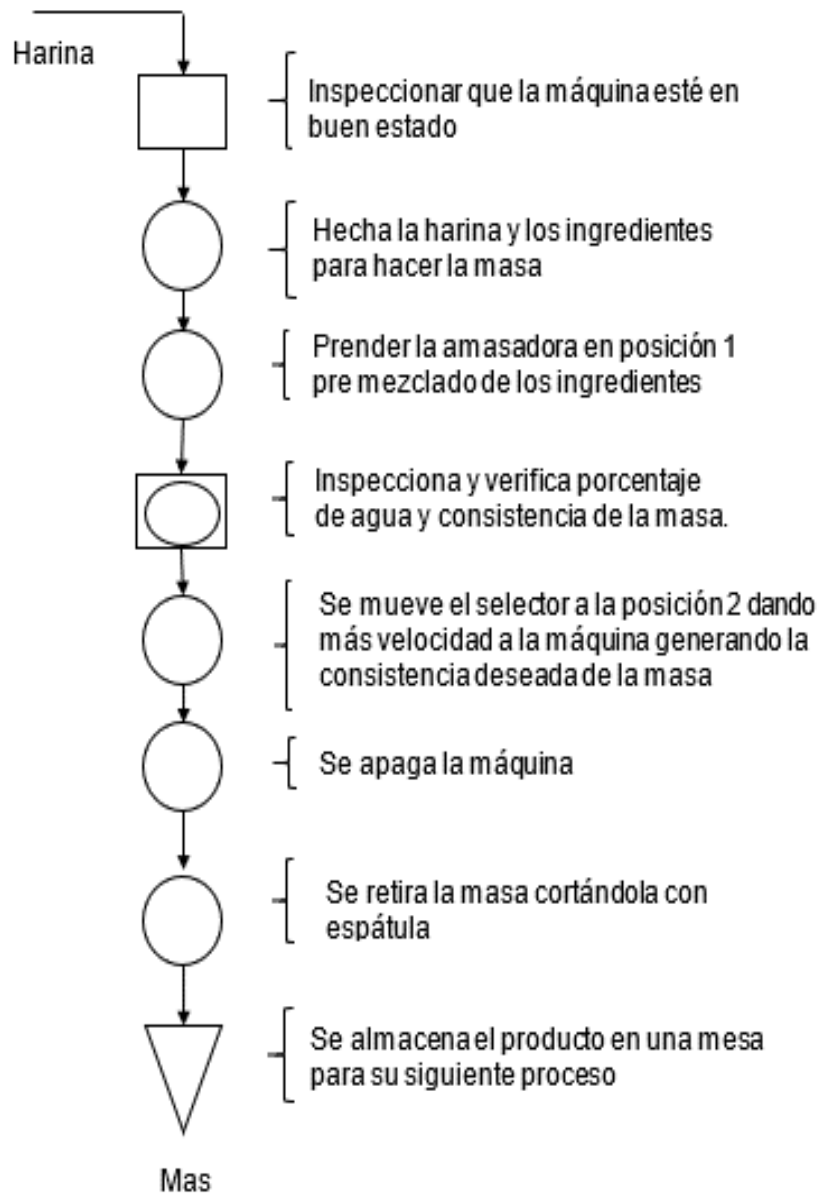 Harina
Inspeccionar que la máquina esté en
buen estado
Hecha la harina y los ingredientes
para hacer la masa
Prender la amasadora en posición 1
pre mezclado de los ingredientes
Inspecciona y verifica porcentaje
de agua y consistencia de la masa.
Se mueve el selector a la posición 2 dando
más velocidad a la máquina generando la
consistencia deseada de la masa
Se apaga la máquina
Se retira la masa cortándola con
espátula
Se almacena el producto en una mesa
para su siguiente proceso
Mas